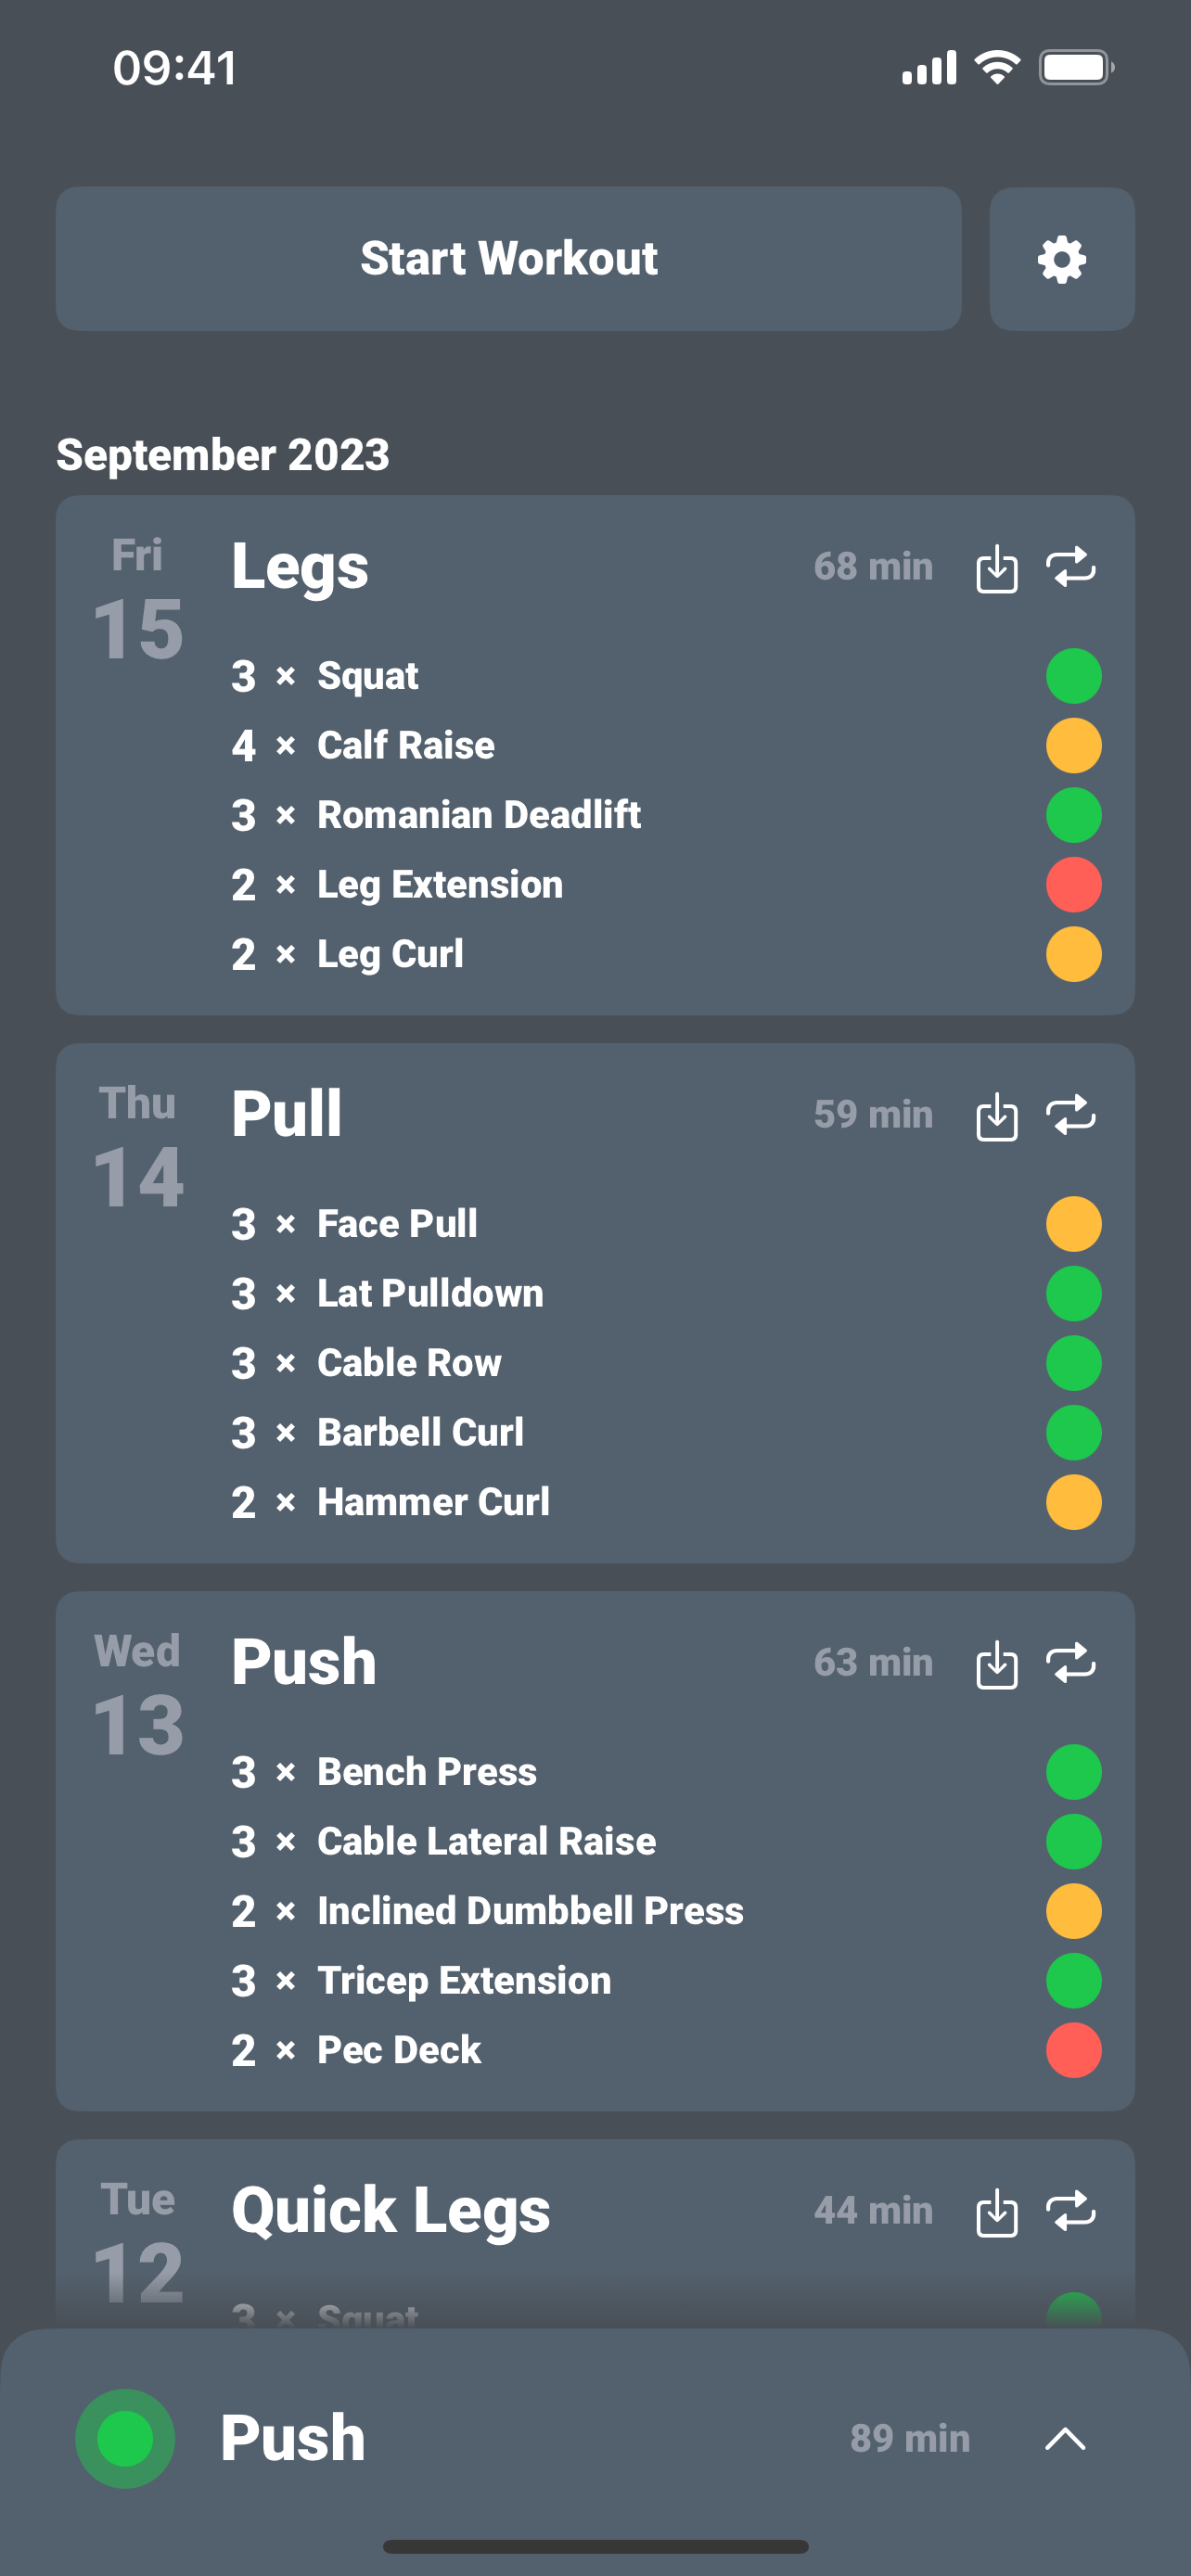 09:41
Start Workout
September 2023
Fri
15
Legs
68 min
3 × Squat
4 × Calf Raise
3 × Romanian Deadlift
2 × Leg Extension
2 × Leg Curl
Thu
14
Pull
59 min
3 × Face Pull
3 × Lat Pulldown
3 × Cable Row
3 × Barbell Curl
2 × Hammer Curl
Wed
13
Push
63 min
3 × Bench Press
3 × Cable Lateral Raise
2 × Inclined Dumbbell Press
3 × Tricep Extension
2 × Pec Deck
Tue
12
Quick Legs
44 min
3 × Squat
Push
89 min